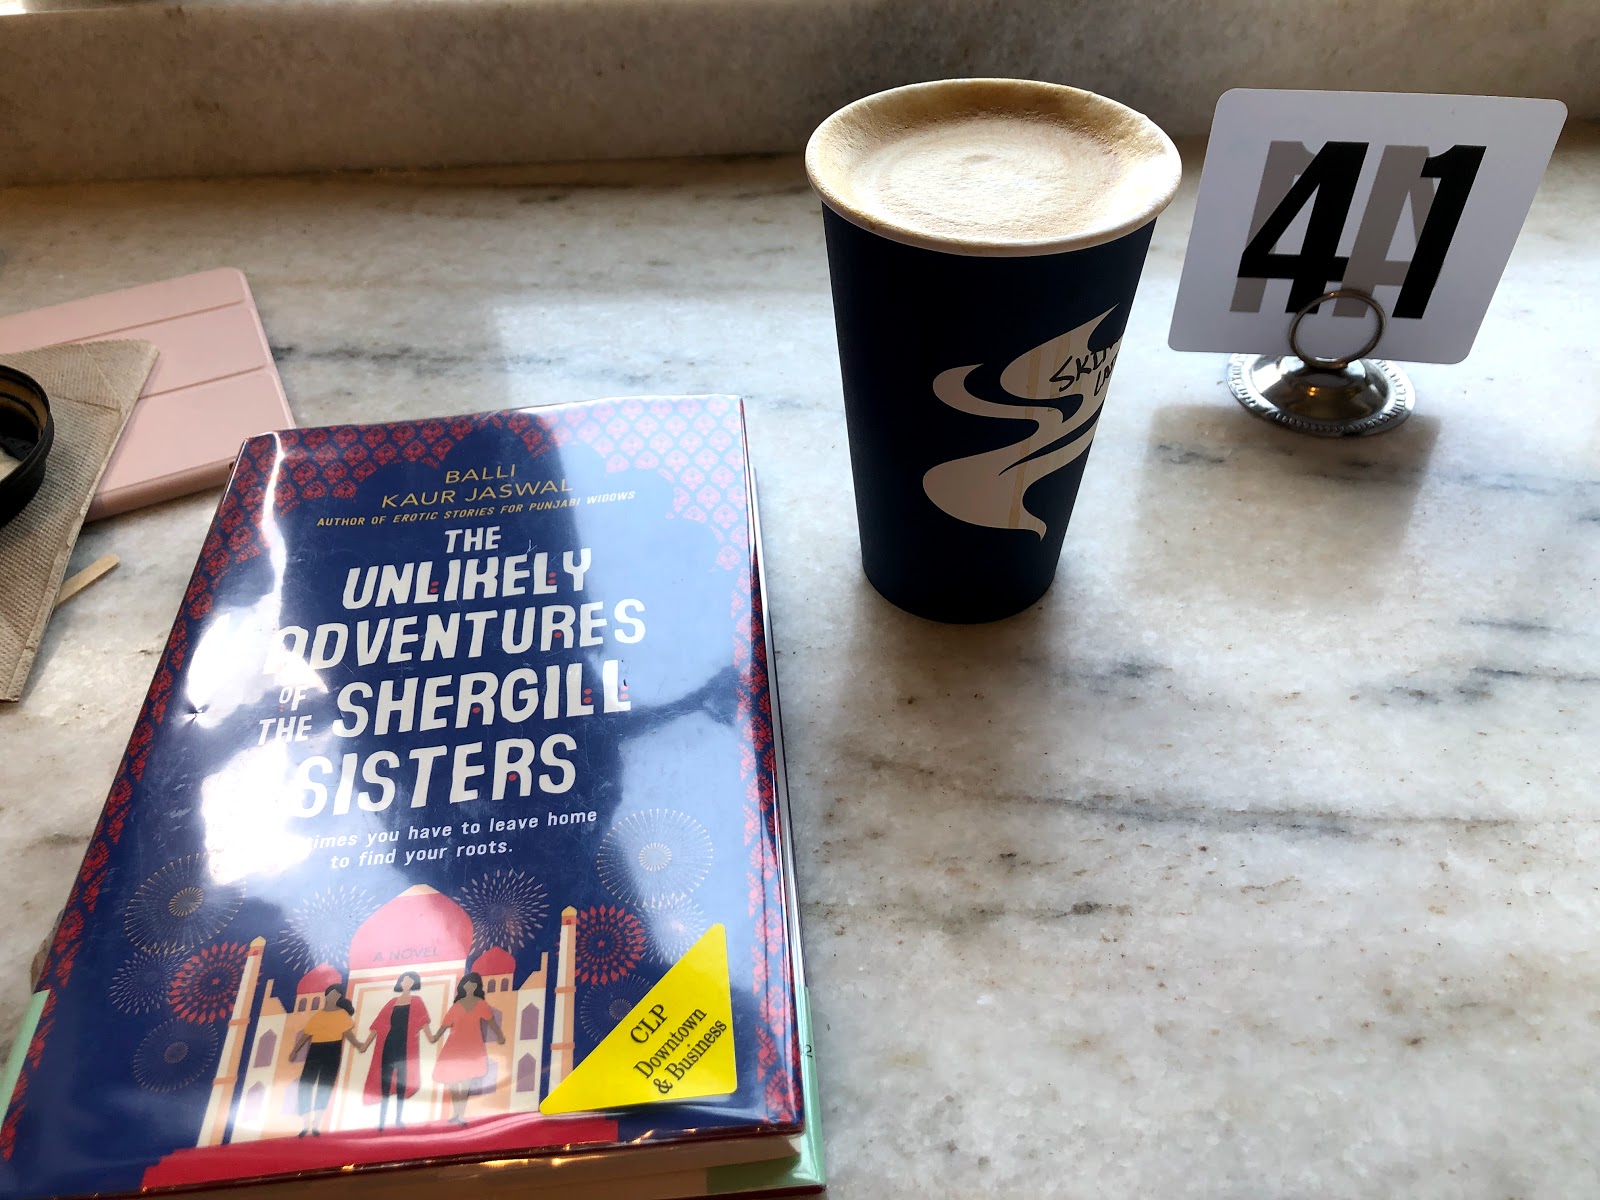 BALLI
KAUR JASWAL
AUTHOR OF EROTIC STORIES FOR PUNJABI WIDOWS
THE
UNLIKELY
ADVENTURES
OF
THE SHERGILL
SISTERS
you have to leave home
to find your roots.
A NOVEL
CLP
Downtown
& Business
2
41